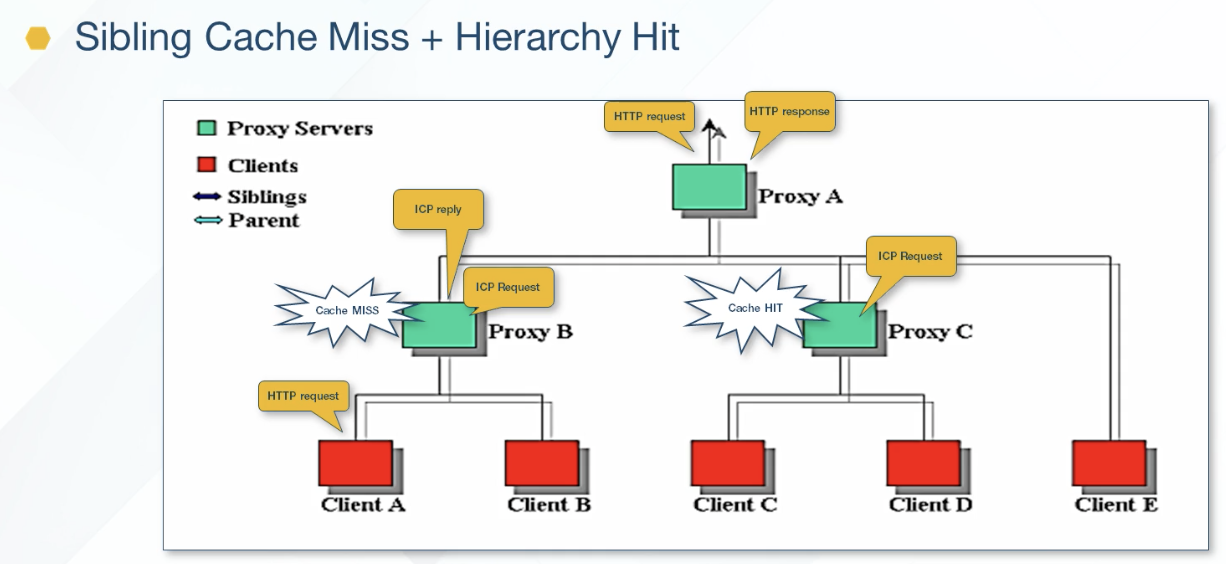 Sibling Cache Miss + Hierarchy Hit
HTTP request
HTTP response
Proxy Servers
Clients
Siblings
Parent
Proxy A
ICP reply
ICP Request
ICP Request
Cache MISS
Proxy B
Cache HIT
Proxy C
HTTP request
Client A
Client B
Client C
Client D
Client E